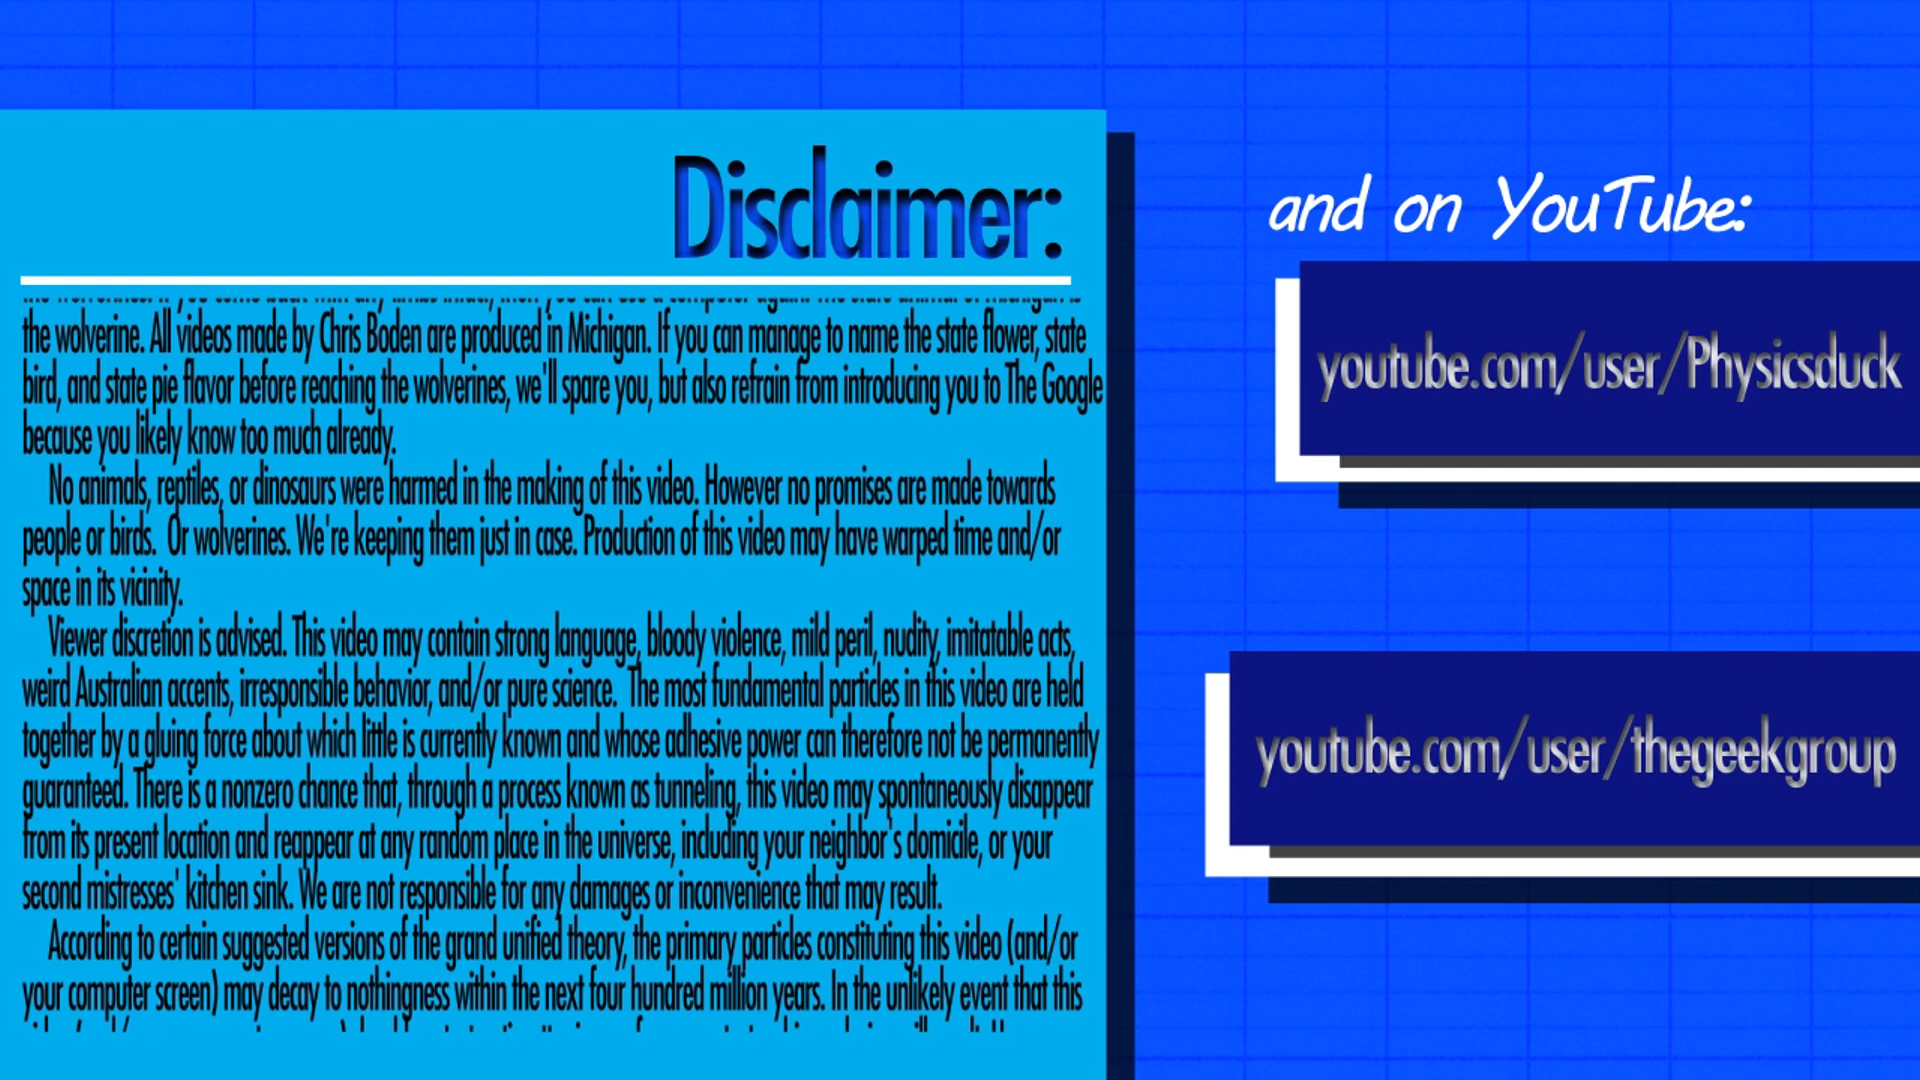 Disclaimer:
the wolverine. All videos made by Chris Boden are produced in Michigan. If you can manage to name the state flower, state
bird, and state pie flavor before reaching the wolverines, we'll spare you, but also refrain from introducing you to The Google
because you likely know too much already.
No animals, reptiles, or dinosaurs were harmed in the making of this video. However no promises are made towards
people or birds. Or wolverines. We're keeping them just in case. Production of this video may have warped time and/or
space in its vicinity.
Viewer discretion is advised. This video may contain strong language, bloody violence, mild peril, nudity, imitatable acts,
weird Australian accents, irresponsible behavior, and/or pure science. The most fundamental particles in this video are held
together by a gluing force about which little is currently known and whose adhesive power can therefore not be permanently
guaranteed. There is a nonzero chance that, through a process known as tunneling, this video may spontaneously disappear
from its present location and reappear at any random place in the universe, including your neighbor's domicile, or your
second mistresses' kitchen sink. We are not responsible for any damages or inconvenience that may result.
According to certain suggested versions of the grand unified theory, the primary particles constituting this video (and/or
your computer screen) may decay to nothingness within the next four hundred million years. In the unlikely event that this
and on YouTube:
youtube.com/user/Physicsduck
youtube.com/user/thegeekgroup